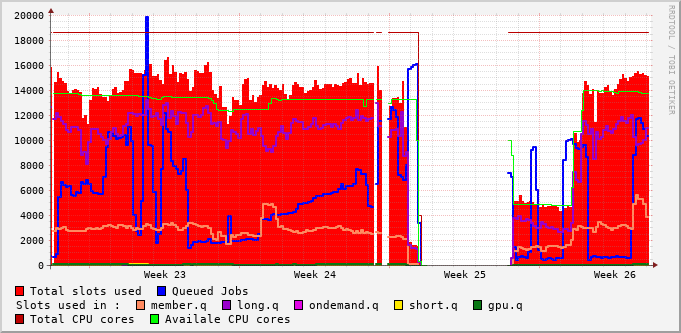 20000
18000
16000
14000
12000
10000
8000
6000
4000
2000
0
Week 23 Week 24 Week 25 Week 26
Total slots used Queued Jobs
Slots used in : member.q long.q ondemand.q short.q gpu.q
Total CPU cores Availale CPU cores
RRDTOOL / TOBI OETIKER